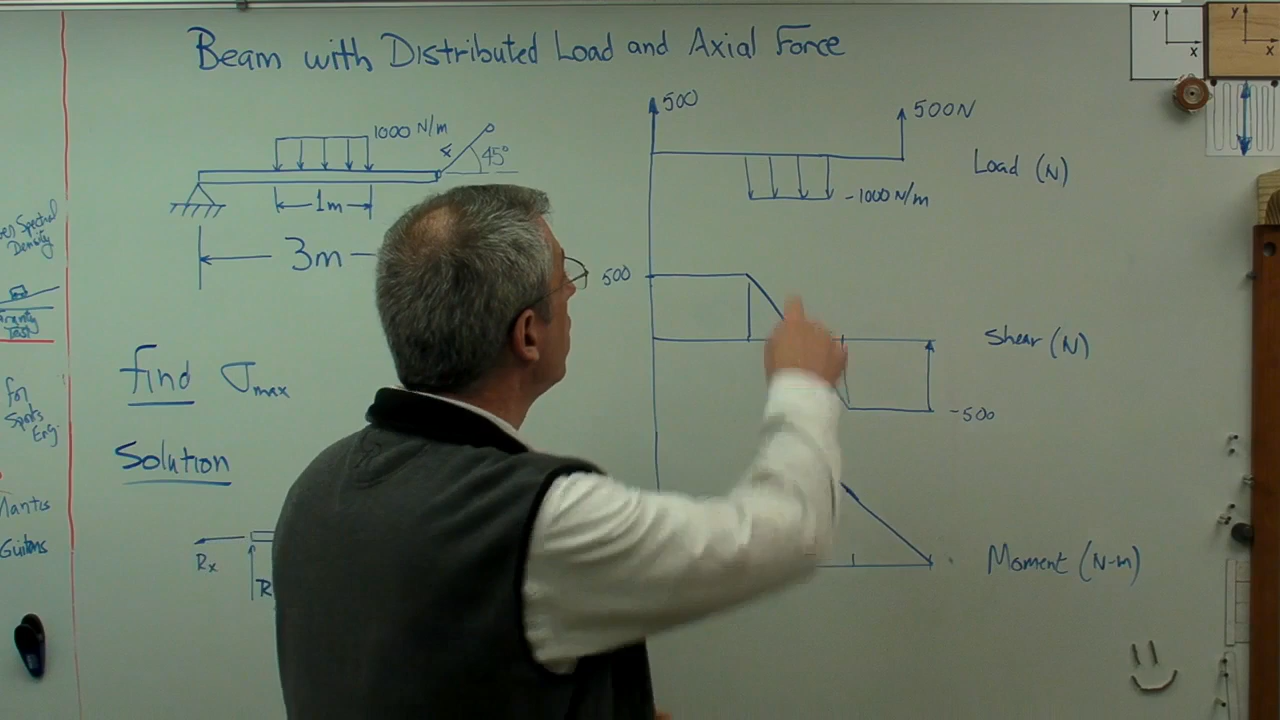 Beam with Distributed Load and Axial Force
1000 N/m
45°
1m
3m
Find σmax
Solution
Rx
R
500
500N
-1000 N/m
Load (N)
500
-500
Shear (N)
Moment (N-m)
Spectral
Density
Test
for
Sports
Eng.
Mantis
Guitars
y
x
y
x